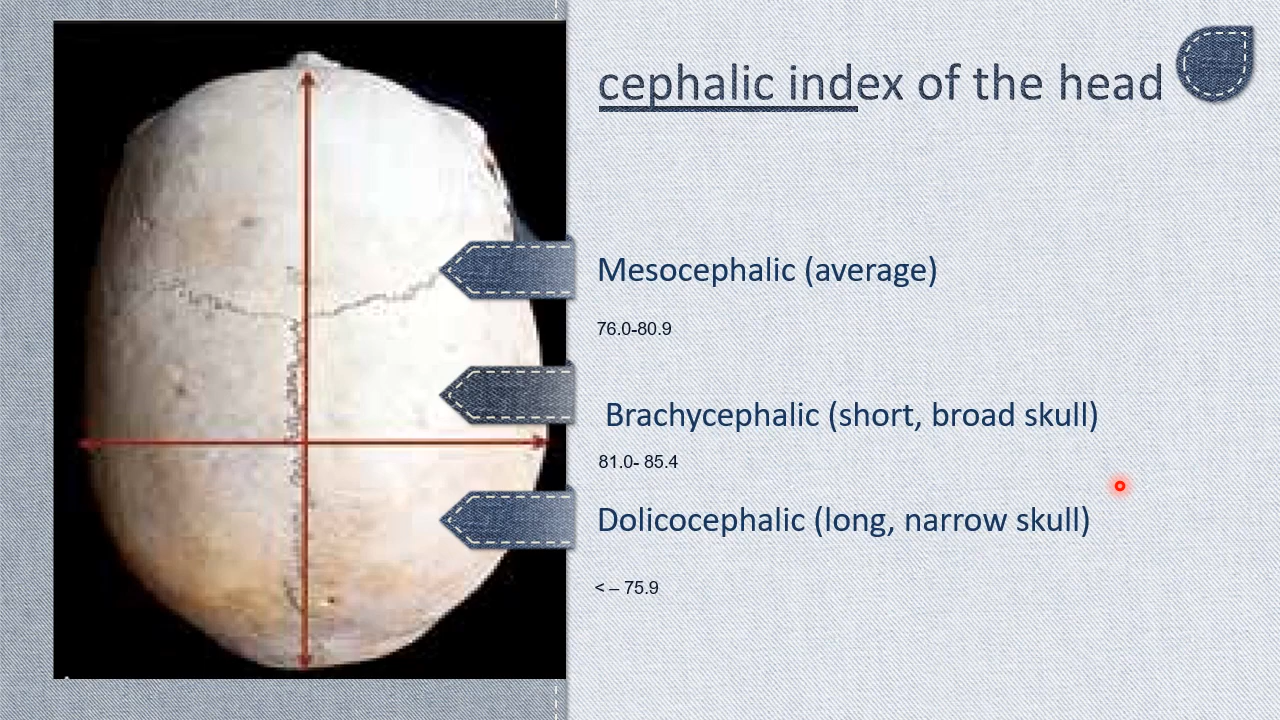 cephalic index of the head
Mesocephalic (average)
76.0-80.9
Brachycephalic (short, broad skull)
81.0- 85.4
Dolicocephalic (long, narrow skull)
< – 75.9